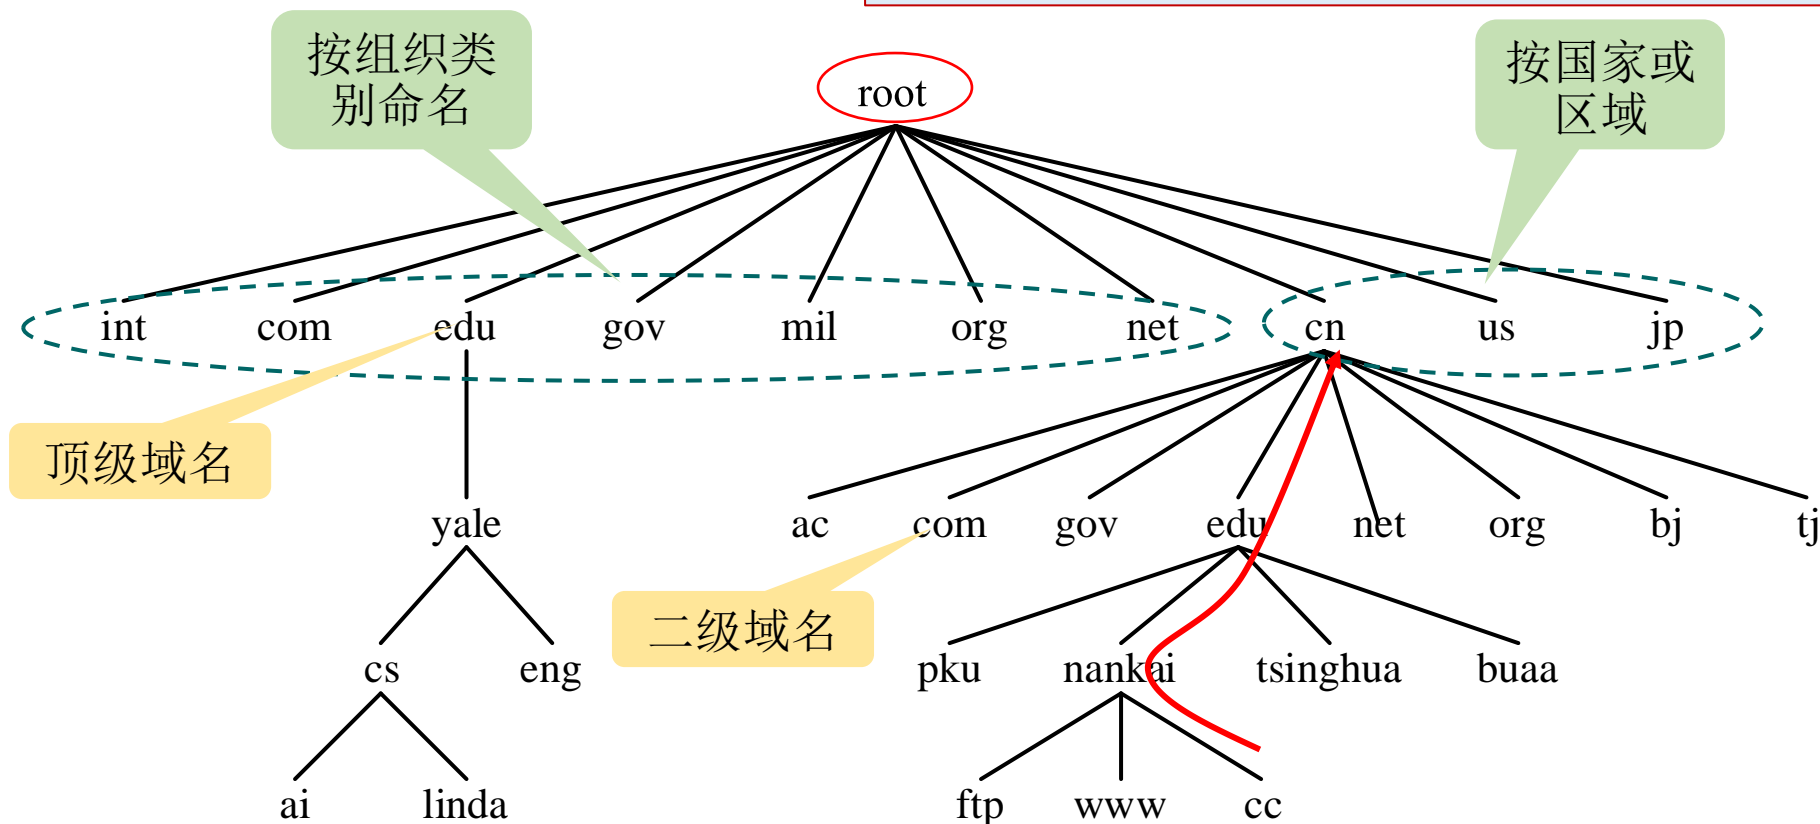 按组织类
别命名
root
按国家或
区域
int com edu gov mil org net cn us jp
顶级域名
yale ac com gov edu net org bj tj
二级域名
cs eng pku nankai tsinghua buaa
ai linda ftp www cc